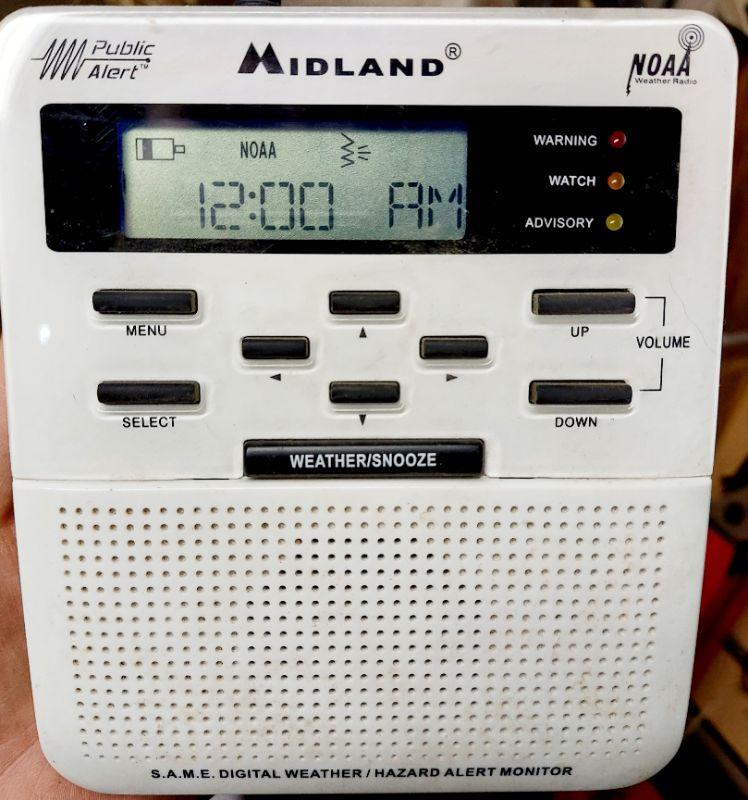 Public
Alert™
MIDLAND®
NOAA
Weather Radio
NOAA
12:00 AM
WARNING
WATCH
ADVISORY
MENU
UP
VOLUME
SELECT
DOWN
WEATHER/SNOOZE
S.A.M.E. DIGITAL WEATHER / HAZARD ALERT MONITOR